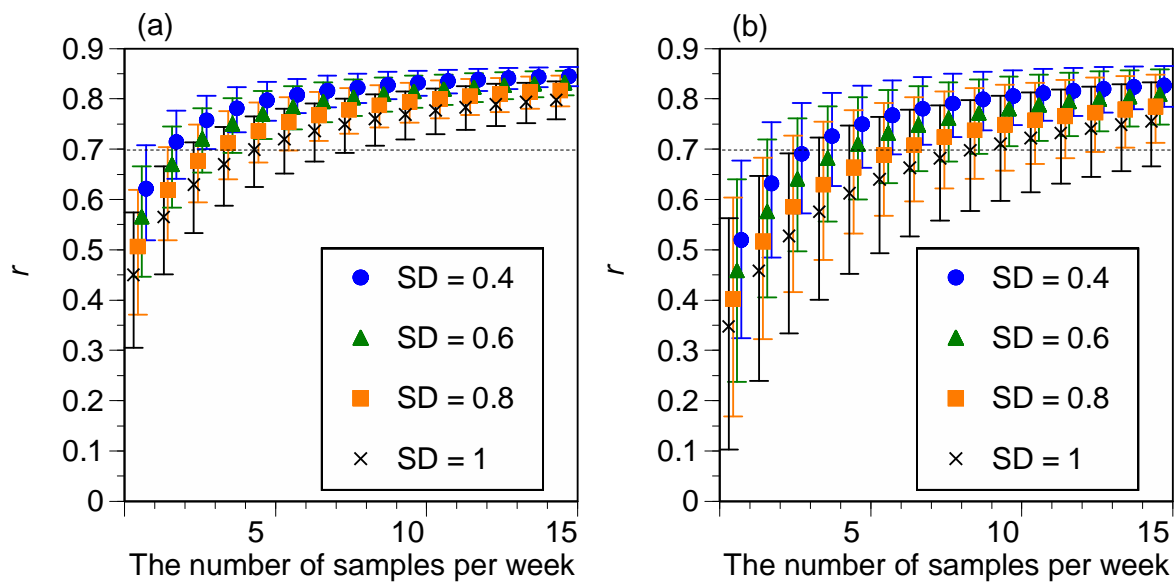 (a)
0.9
0.8
0.7
0.6
0.5
0.4
0.3
0.2
0.1
0
r
SD = 0.4
SD = 0.6
SD = 0.8
SD = 1
5
10
15
The number of samples per week
(b)
0.9
0.8
0.7
0.6
0.5
0.4
0.3
0.2
0.1
0
r
SD = 0.4
SD = 0.6
SD = 0.8
SD = 1
5
10
15
The number of samples per week